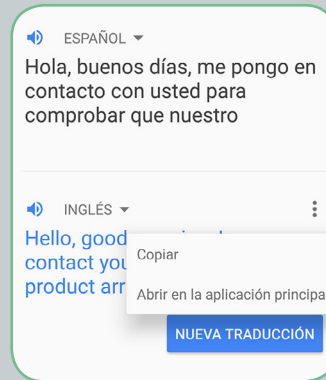 ESPAÑOL
Hola, buenos días, me pongo en
contacto con usted para
comprobar que nuestro
INGLÉS
Hello, good
contact you
product arr
Copiar
Abrir en la aplicación principa
NUEVA TRADUCCIÓN